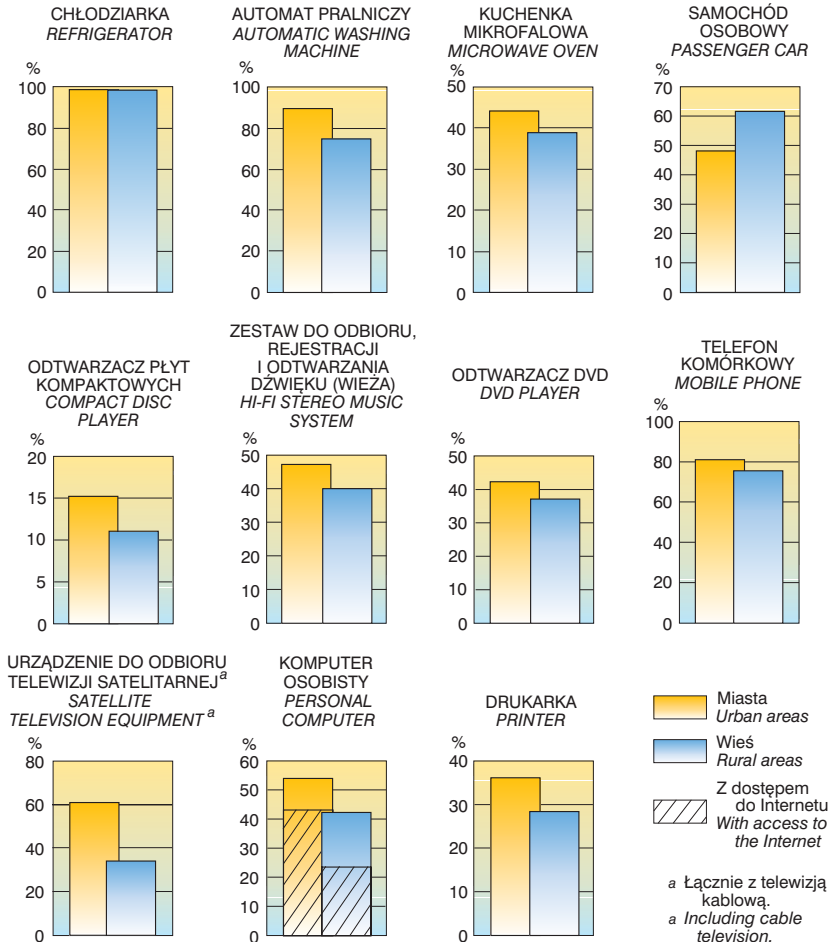 CHŁODZIARKA
REFRIGERATOR
%
100
80
60
40
20
0
AUTOMAT PRALNICZY
AUTOMATIC WASHING
MACHINE
%
100
80
60
40
20
0
KUCHENKA
MIKROFALOWA
MICROWAVE OVEN
%
50
40
30
20
10
0
SAMOCHÓD
OSOBOWY
PASSENGER CAR
%
70
60
50
40
30
20
10
0
ODTWARZACZ PŁYT
KOMPAKTOWYCH
COMPACT DISC
PLAYER
%
20
15
10
5
0
ZESTAW DO ODBIORU,
REJESTRACJI
I ODTWARZANIA
DŹWIĘKU (WIEŻA)
HI-FI STEREO MUSIC
SYSTEM
%
50
40
30
20
10
0
ODTWARZACZ DVD
DVD PLAYER
%
50
40
30
20
10
0
TELEFON
KOMÓRKOWY
MOBILE PHONE
%
100
80
60
40
20
0
URZĄDZENIE DO ODBIORU
TELEWIZJI SATELITARNEJ a
SATELLITE
TELEVISION EQUIPMENT a
%
80
60
40
20
0
KOMPUTER
OSOBISTY
PERSONAL
COMPUTER
%
60
50
40
30
20
10
0
DRUKARKA
PRINTER
%
40
30
20
10
0
Miasta
Urban areas
Wieś
Rural areas
Z dostępem
do Internetu
With access to
the Internet
a Łącznie z telewizją
kablową.
a Including cable
television.